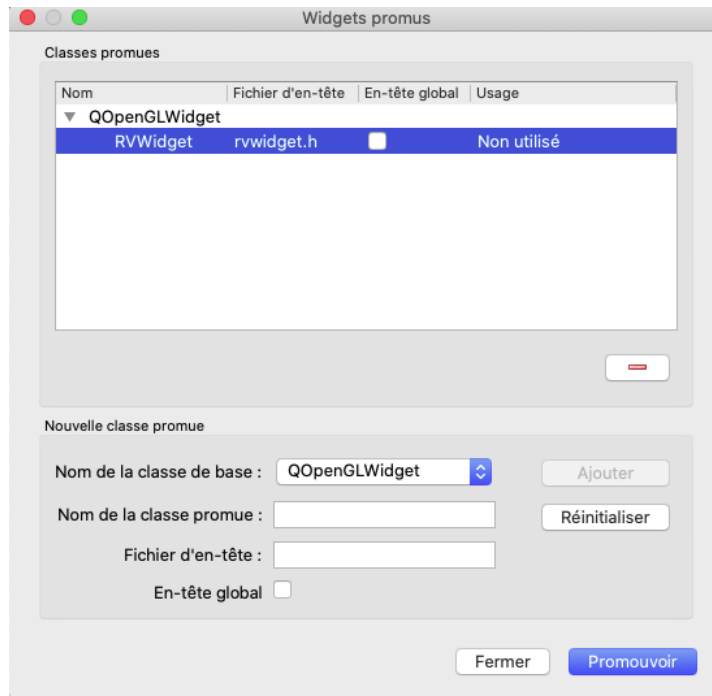 Widgets promus
Classes promues
Nom Fichier d'en-tête En-tête global Usage
QOpenGLWidget
RVWidget rvwidget.h Non utilisé
Nouvelle classe promue
Nom de la classe de base : QOpenGLWidget Ajouter
Nom de la classe promue : Réinitialiser
Fichier d'en-tête :
En-tête global
Fermer Promouvoir